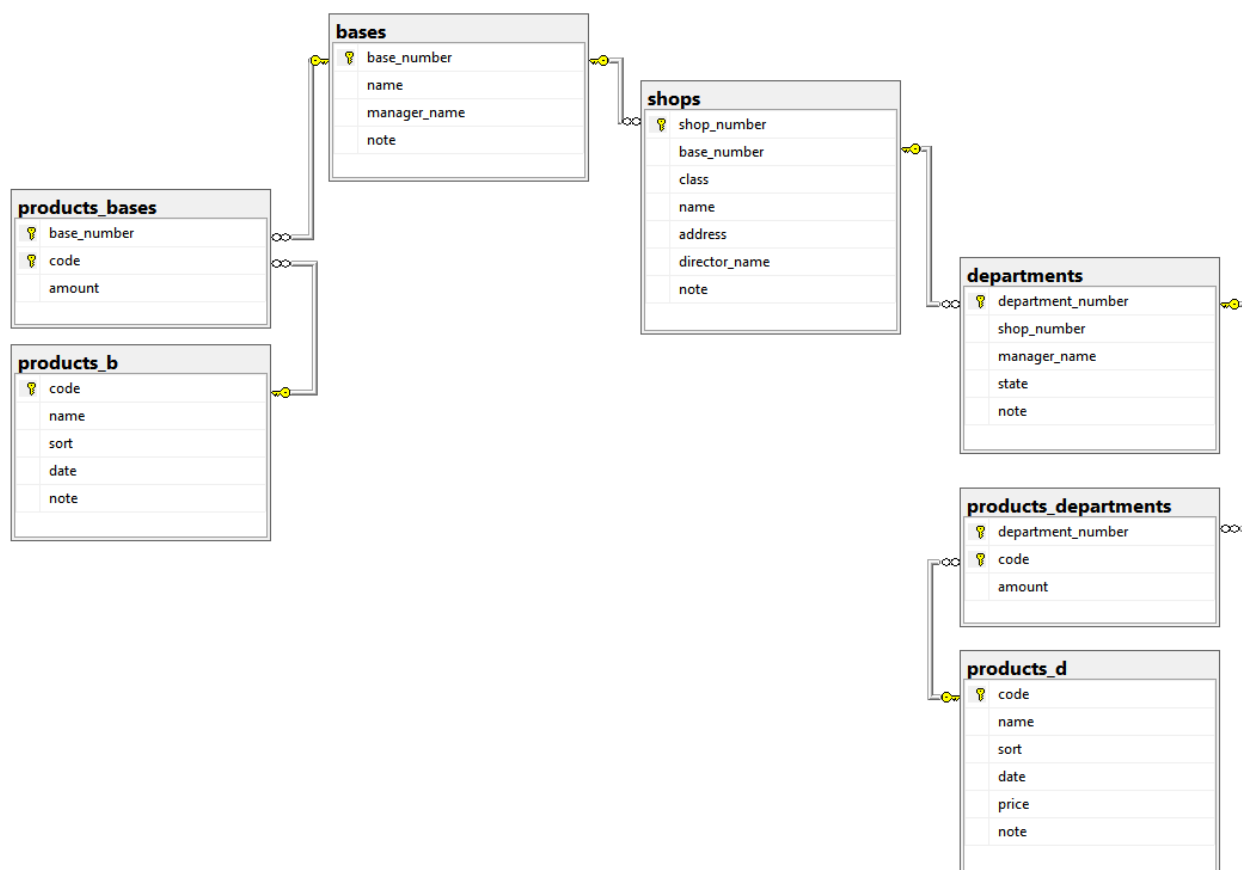 bases
base_number
name
manager_name
note
shops
shop_number
base_number
class
name
address
director_name
note
products_bases
base_number
code
amount
departments
department_number
shop_number
manager_name
state
note
products_b
code
name
sort
date
note
products_departments
department_number
code
amount
products_d
code
name
sort
date
price
note